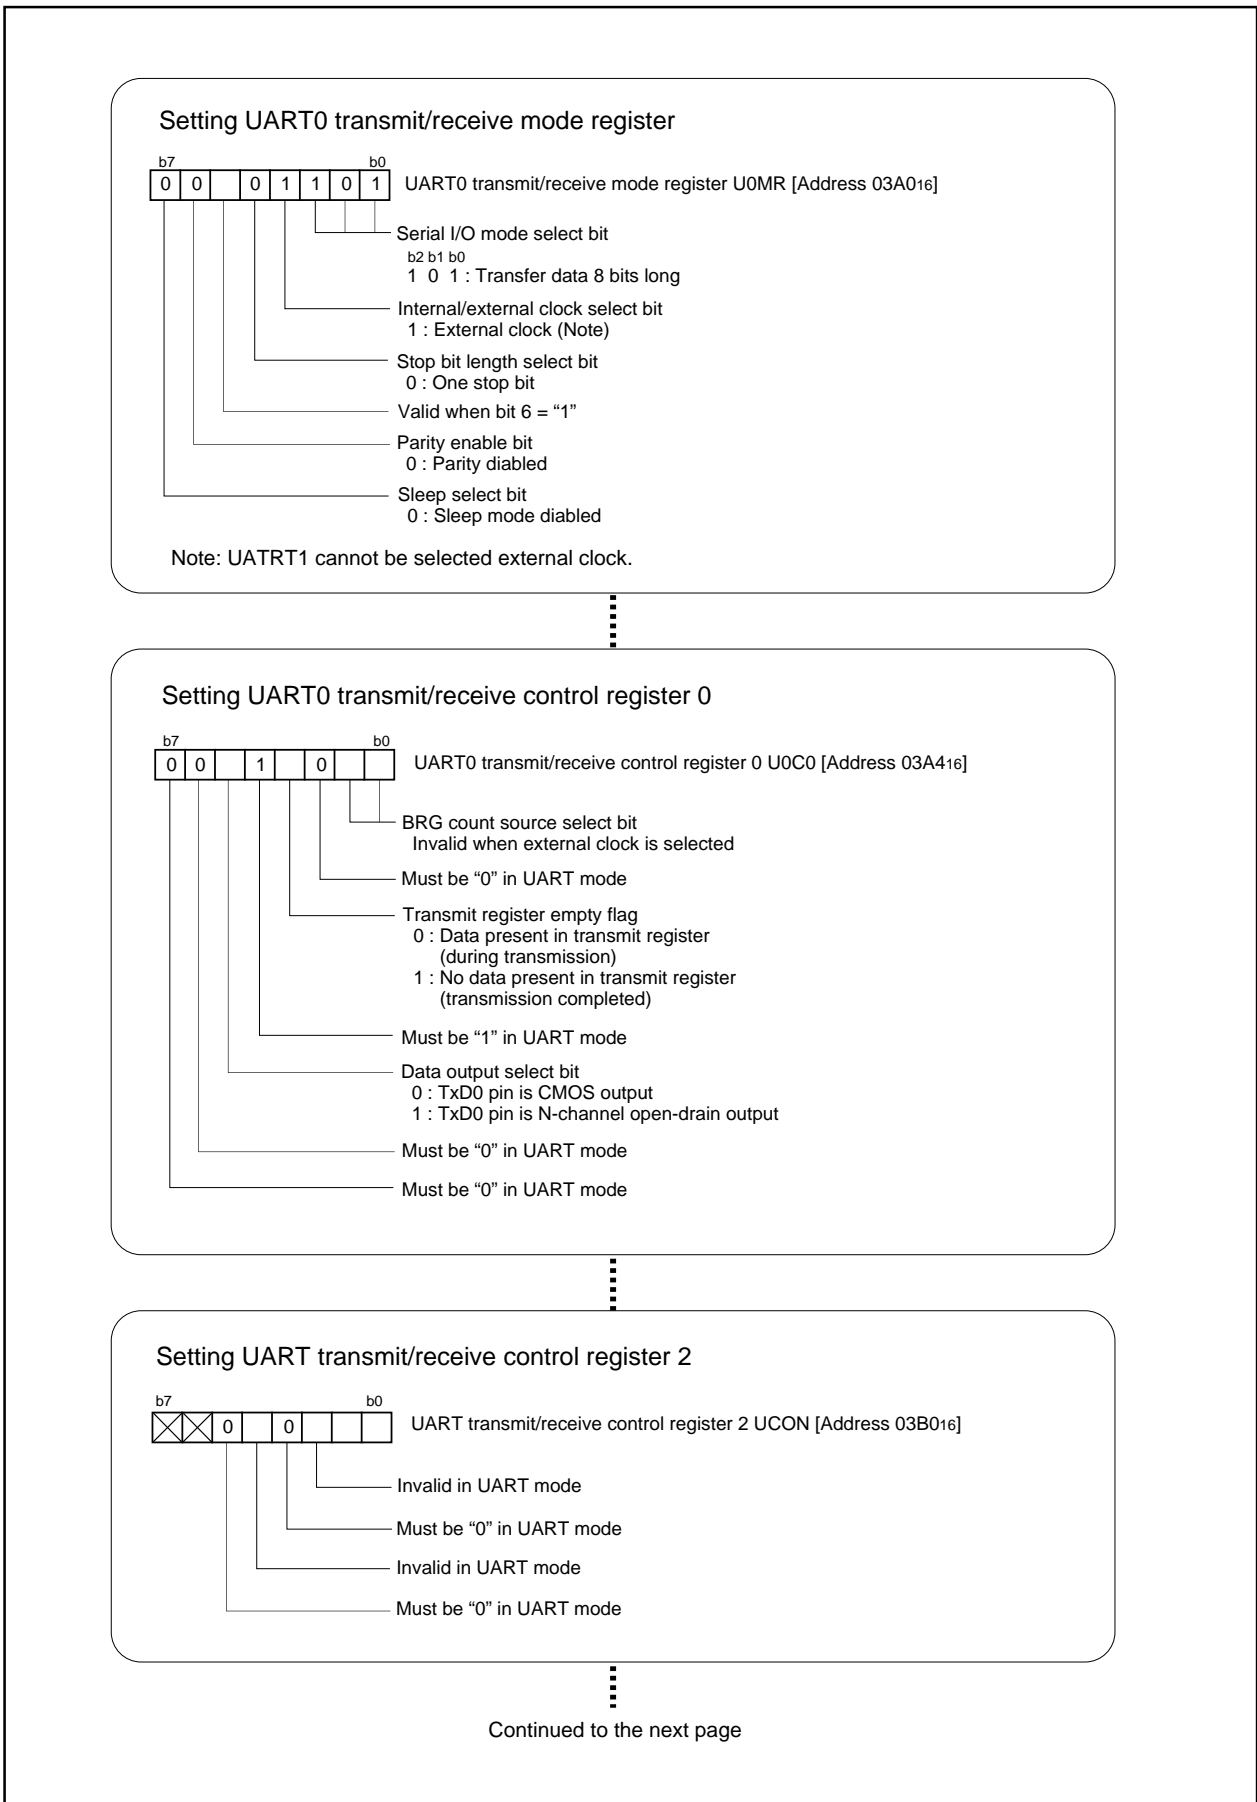 Setting UART0 transmit/receive mode register
b7 b0
0 0 0 1 1 0 1 UART0 transmit/receive mode register U0MR [Address 03A016]
Serial I/O mode select bit
b2 b1 b0
1 0 1 : Transfer data 8 bits long
Internal/external clock select bit
1 : External clock (Note)
Stop bit length select bit
0 : One stop bit
Valid when bit 6 = “1”
Parity enable bit
0 : Parity diabled
Sleep select bit
0 : Sleep mode diabled
Note: UATRT1 cannot be selected external clock.
Setting UART0 transmit/receive control register 0
b7 b0
0 0 1 0 UART0 transmit/receive control register 0 U0C0 [Address 03A416]
BRG count source select bit
Invalid when external clock is selected
Must be “0” in UART mode
Transmit register empty flag
0 : Data present in transmit register
(during transmission)
1 : No data present in transmit register
(transmission completed)
Must be “1” in UART mode
Data output select bit
0 : TxD0 pin is CMOS output
1 : TxD0 pin is N-channel open-drain output
Must be “0” in UART mode
Must be “0” in UART mode
Setting UART transmit/receive control register 2
b7 b0
0 0 UART transmit/receive control register 2 UCON [Address 03B016]
Invalid in UART mode
Must be “0” in UART mode
Invalid in UART mode
Must be “0” in UART mode
Continued to the next page